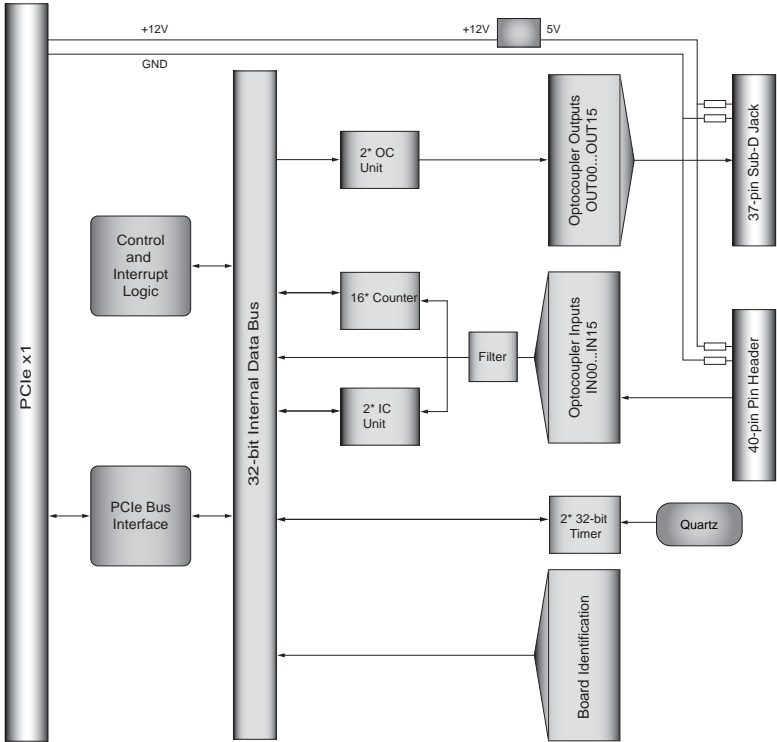 +12V
+12V
5V
GND
PCIe x1
32-bit Internal Data Bus
2* OC
Unit
Optocoupler Outputs
OUT00...OUT15
37-pin Sub-D Jack
Control
and
Interrupt
Logic
16* Counter
Filter
Optocoupler Inputs
IN00...IN15
40-pin Pin Header
2* IC
Unit
PCIe Bus
Interface
2* 32-bit
Timer
Quartz
Board Identification